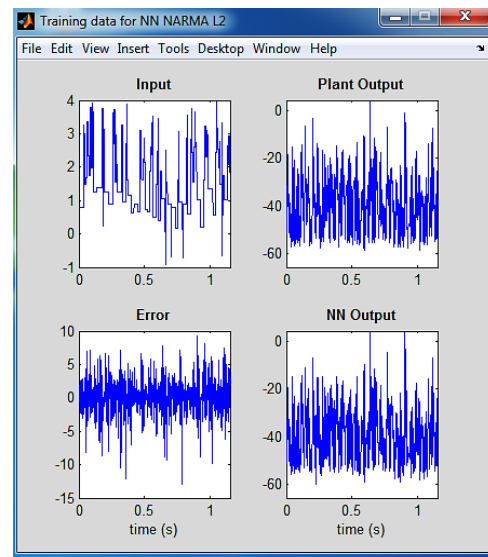 Training data for NN NARMA L2
File Edit View Insert Tools Desktop Window Help
Input
4
3
2
1
0
-1
0 0.5 1
Plant Output
0
-20
-40
-60
0 0.5 1
Error
10
5
0
-5
-10
-15
0 0.5 1
time (s)
NN Output
0
-20
-40
-60
0 0.5 1
time (s)